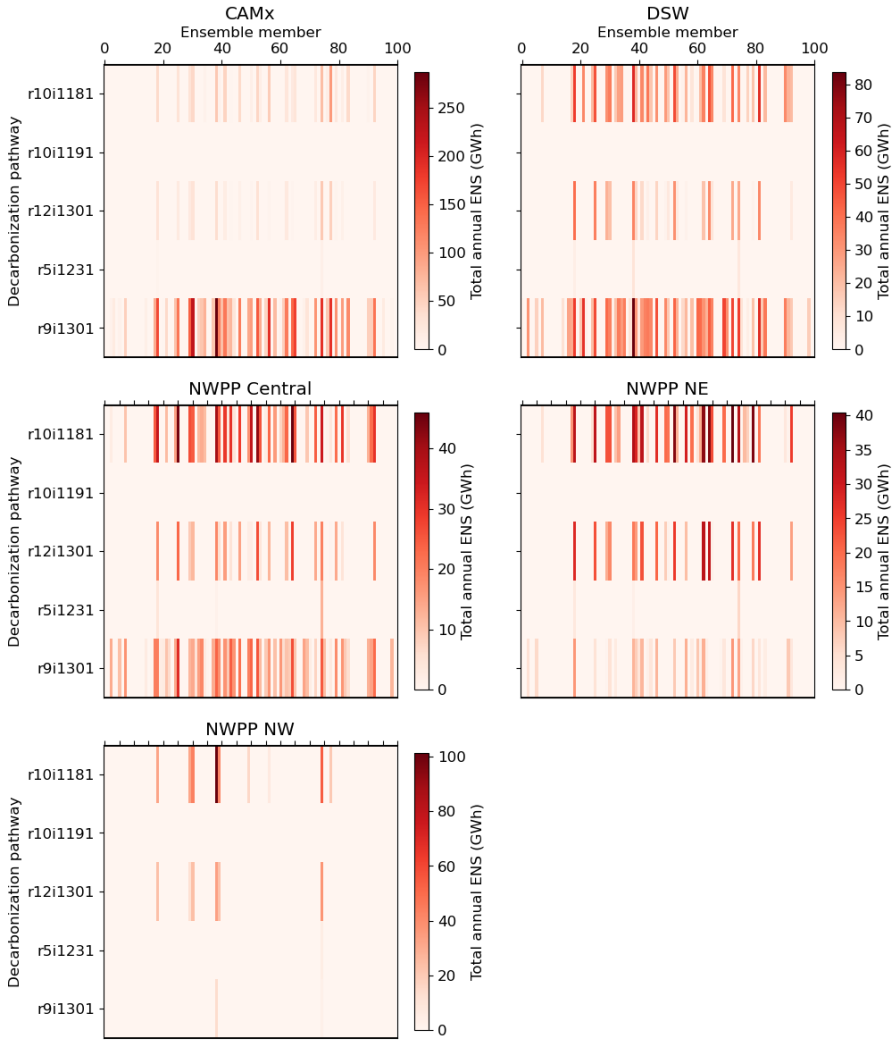 CAMx
Ensemble member
0 20 40 60 80 100
Decarbonization pathway
r10i1181
r10i1191
r12i1301
r5i1231
r9i1301
250
200
150
100
50
0
Total annual ENS (GWh)
DSW
Ensemble member
0 20 40 60 80 100
80
70
60
50
40
30
20
10
0
Total annual ENS (GWh)
NWPP Central
Decarbonization pathway
r10i1181
r10i1191
r12i1301
r5i1231
r9i1301
40
30
20
10
0
Total annual ENS (GWh)
NWPP NE
40
35
30
25
20
15
10
5
0
Total annual ENS (GWh)
NWPP NW
Decarbonization pathway
r10i1181
r10i1191
r12i1301
r5i1231
r9i1301
100
80
60
40
20
0
Total annual ENS (GWh)